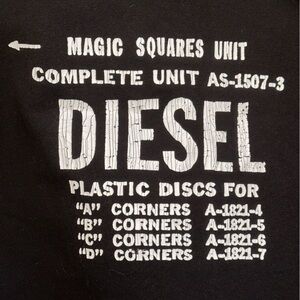 MAGIC SQUARES UNIT
COMPLETE UNIT AS-1507-3
DIESEL
PLASTIC DISCS FOR
"A" CORNERS A-1821-4
"B" CORNERS A-1821-5
"C" CORNERS A-1821-6
"D" CORNERS A-1821-7